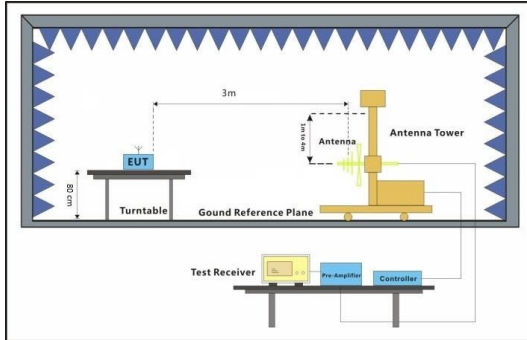 3m
1m to 4m
Antenna
Antenna Tower
EUT
80 cm
Turntable
Gound Reference Plane
Test Receiver
Pre-Amplifier
Controller